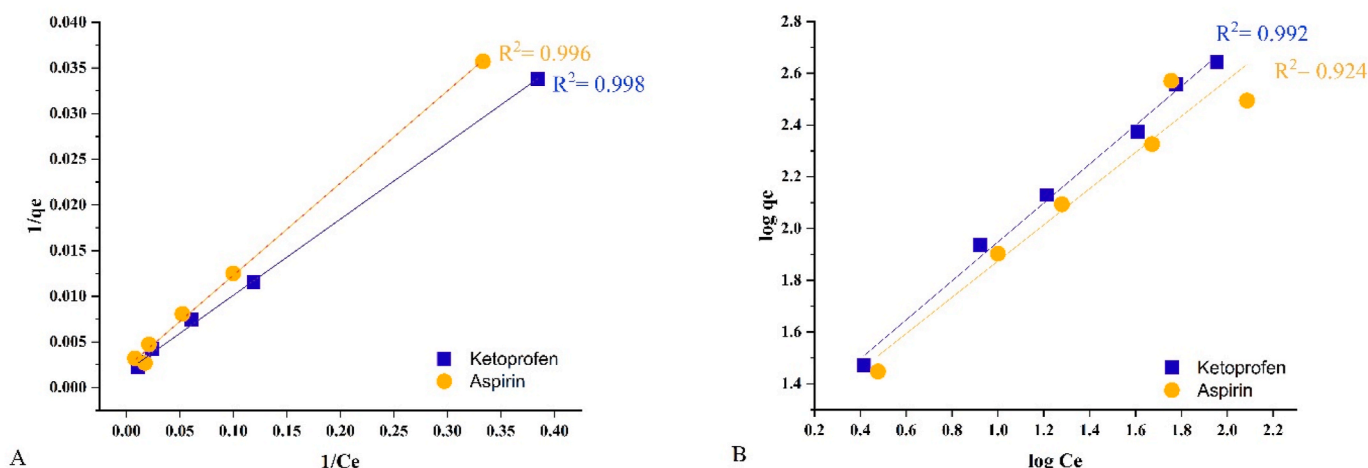 0.040
0.035
0.030
0.025
0.020
0.015
0.010
0.005
0.000
1/qe
R²= 0.996
R²= 0.998
Ketoprofen
Aspirin
0.00 0.05 0.10 0.15 0.20 0.25 0.30 0.35 0.40
1/Ce
A
2.8
2.6
2.4
2.2
2.0
1.8
1.6
1.4
log qe
R²= 0.992
R²= 0.924
Ketoprofen
Aspirin
0.2 0.4 0.6 0.8 1.0 1.2 1.4 1.6 1.8 2.0 2.2
log Ce
B